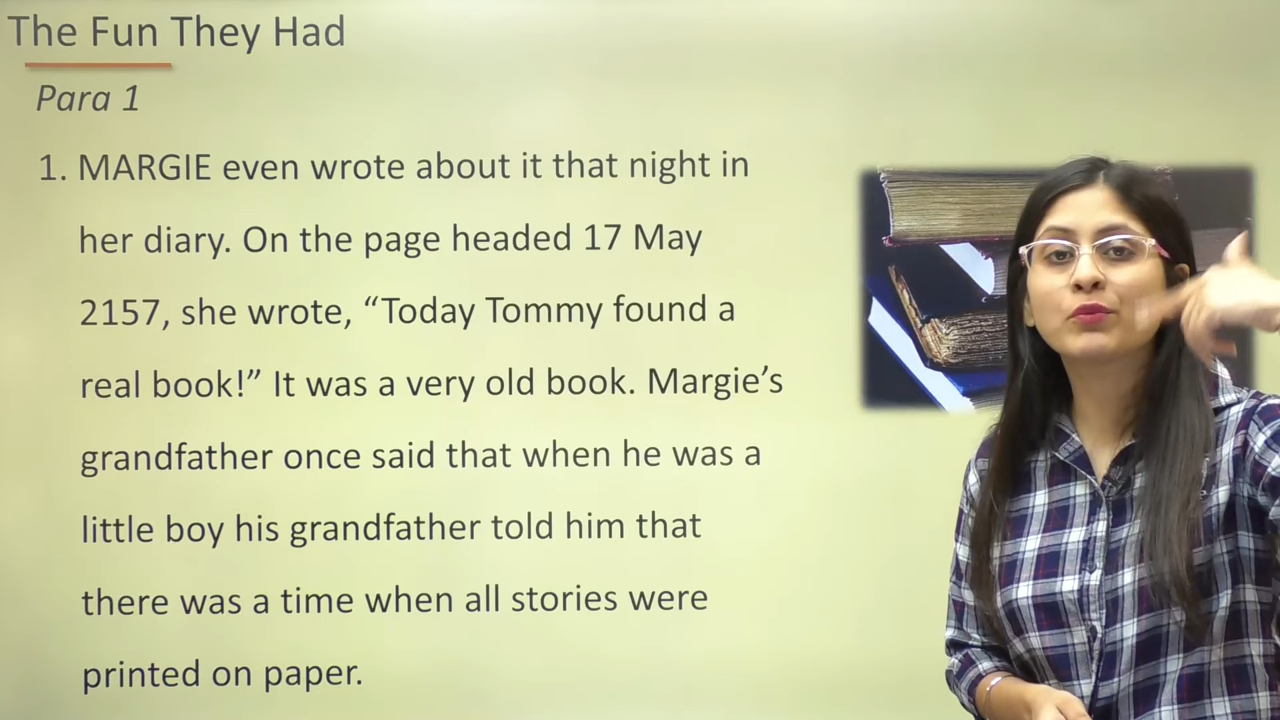 The Fun They Had
Para 1
1. MARGIE even wrote about it that night in
her diary. On the page headed 17 May
2157, she wrote, “Today Tommy found a
real book!” It was a very old book. Margie’s
grandfather once said that when he was a
little boy his grandfather told him that
there was a time when all stories were
printed on paper.